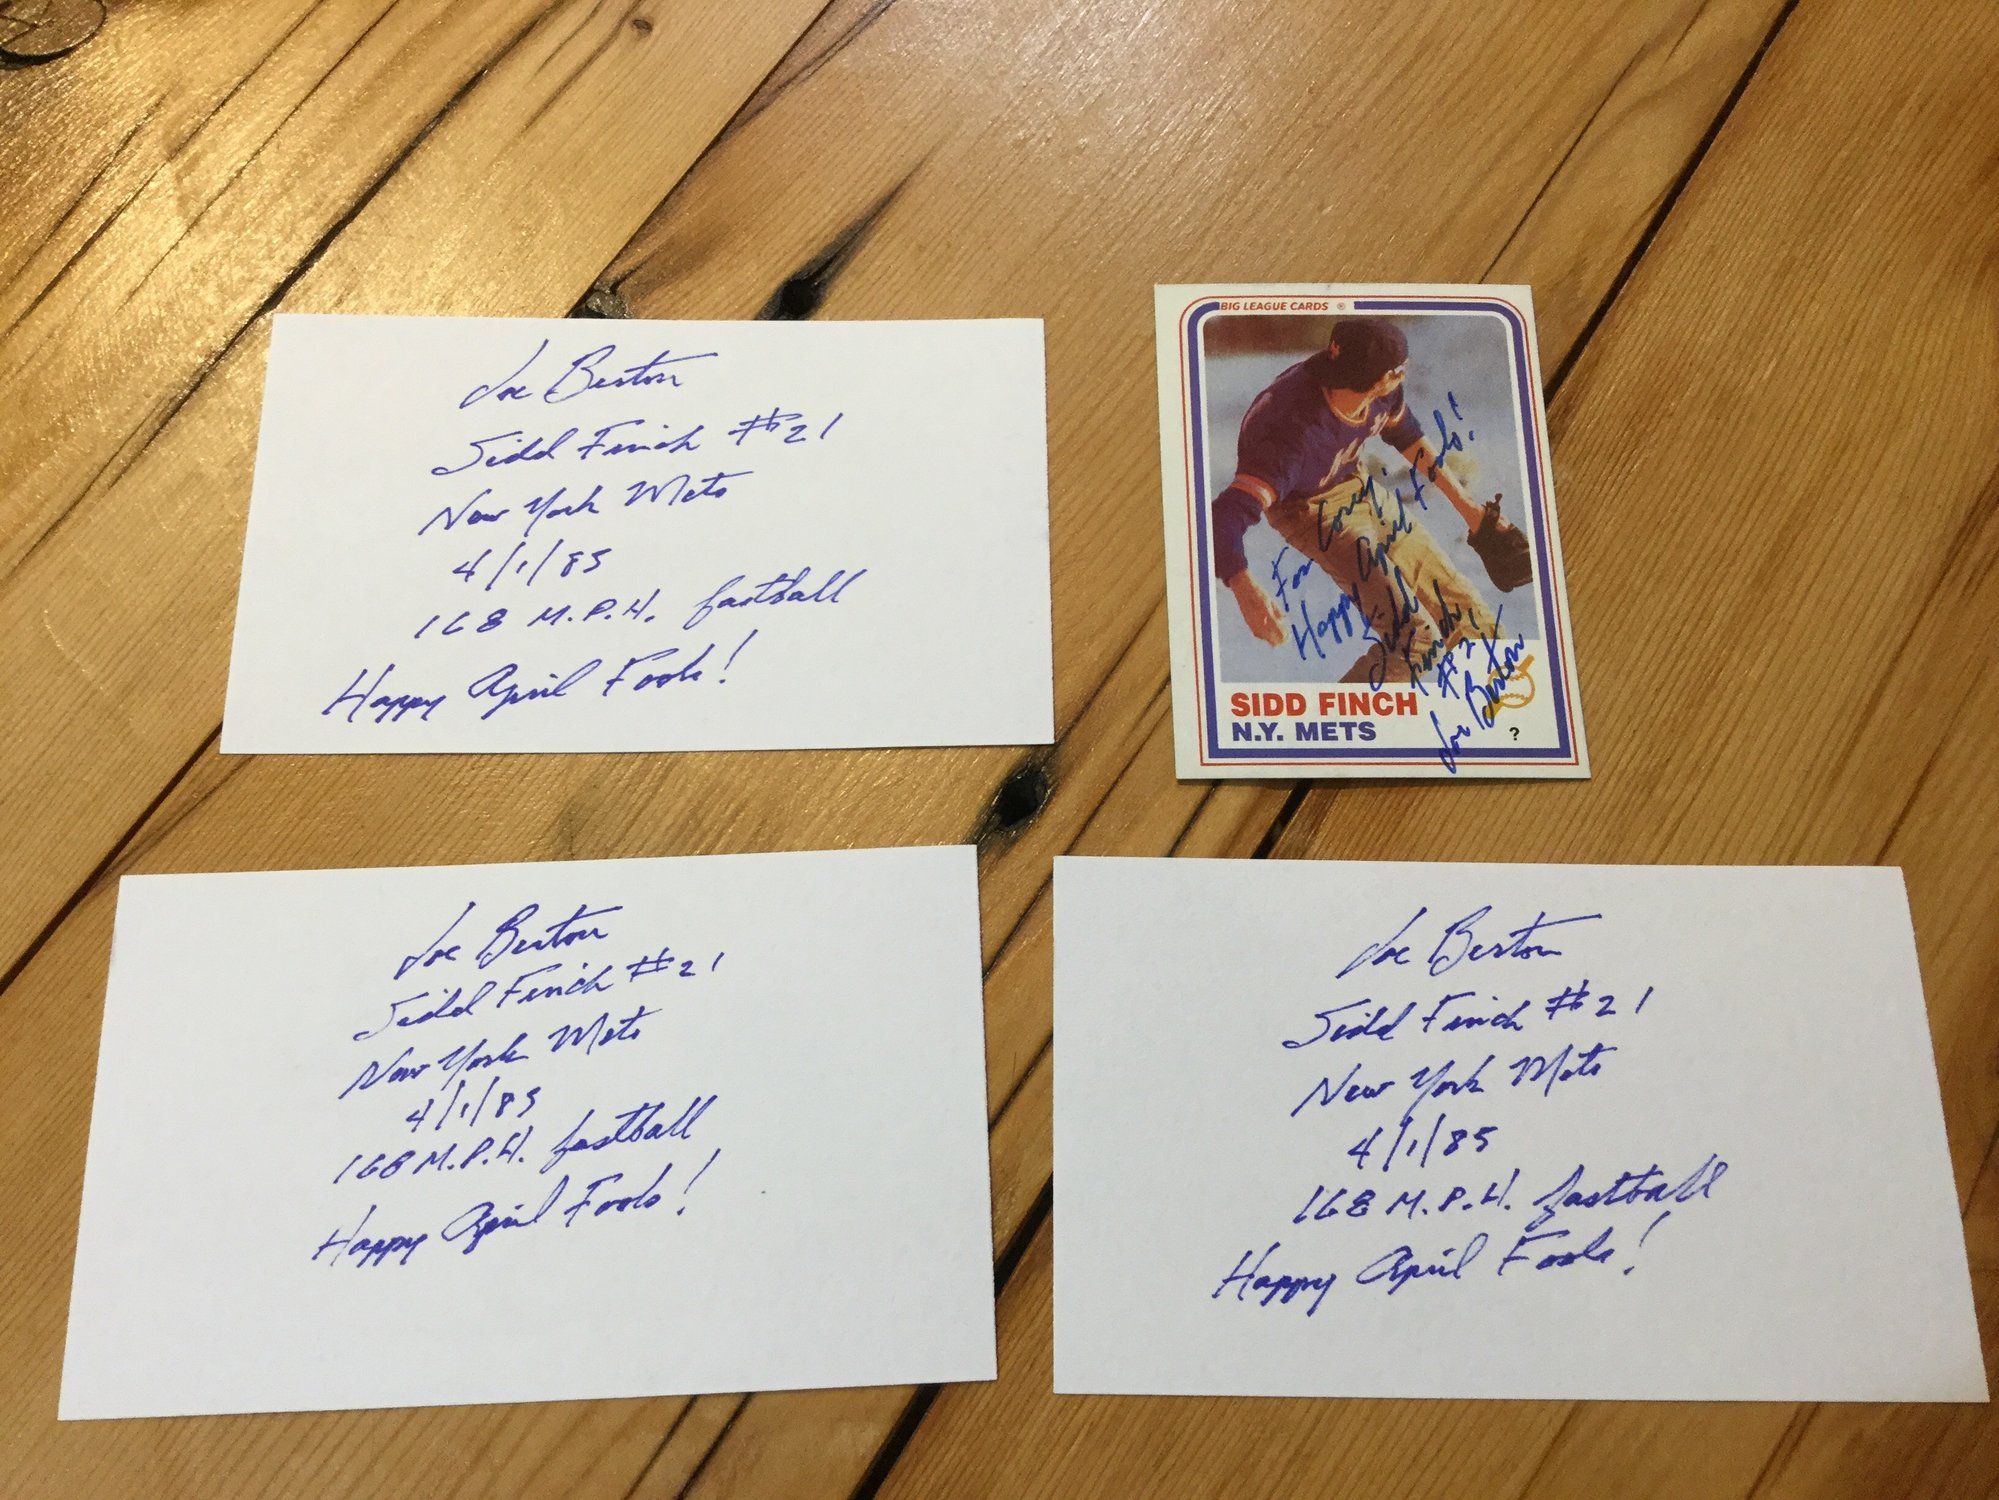 Joe Berton
Sidd Finch #21
New York Mets
4/1/85
168 M.P.H. fastball
Happy April Fools!
BIG LEAGUE CARDS ®
For Corey!
Happy April Fools!
Sidd
Finch,
#21
Joe Berton
SIDD FINCH
N.Y. METS
?
Joe Berton
Sidd Finch #21
New York Mets
4/1/85
168 M.P.H. fastball
Happy April Fools!
Joe Berton
Sidd Finch #21
New York Mets
4/1/85
168 M.P.H. fastball
Happy April Fools!